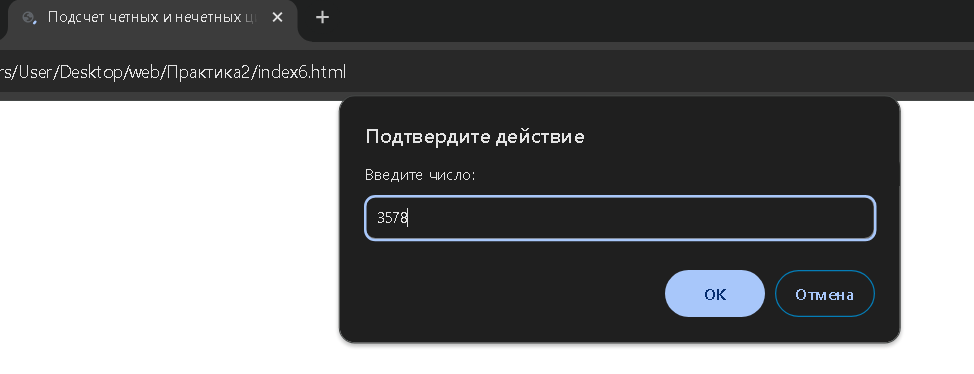 Подсчет четных и нечетных
rs/User/Desktop/web/Практика2/index6.html
Подтвердите действие
Введите число:
3578
ОК
Отмена